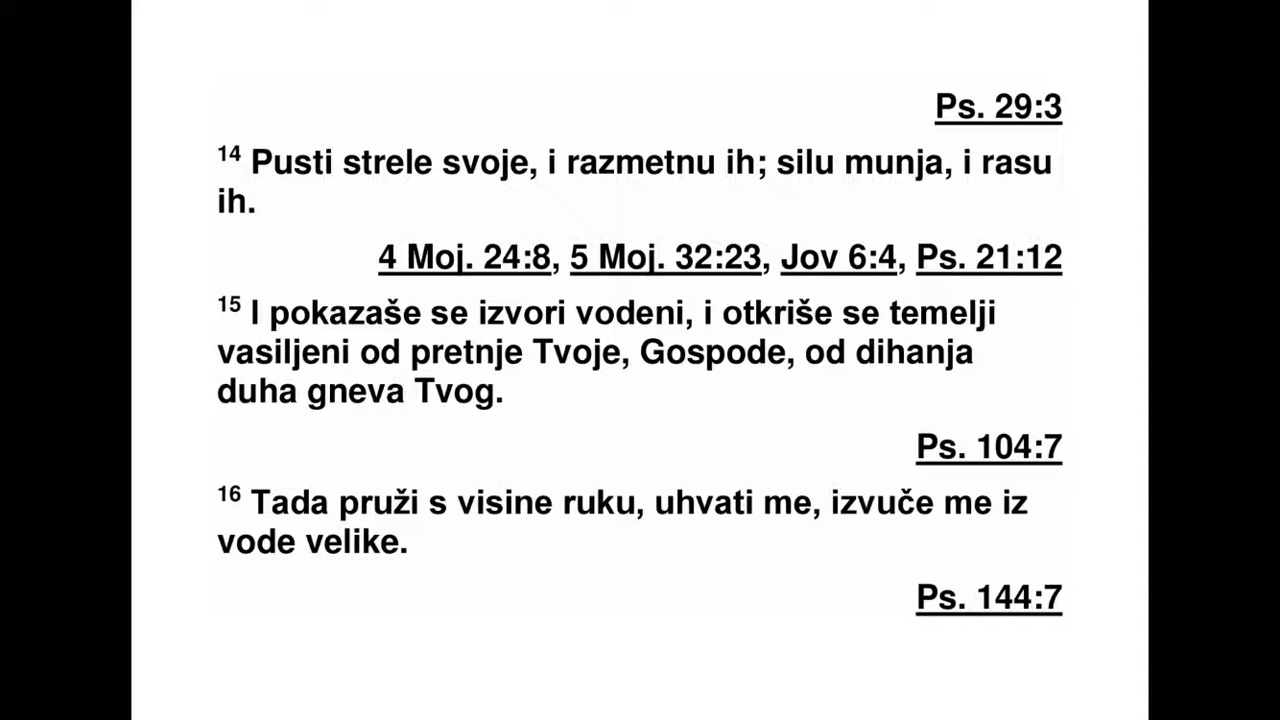 Ps. 29:3
14 Pusti strele svoje, i razmetnu ih; silu munja, i rasu
ih.
4 Moj. 24:8, 5 Moj. 32:23, Jov 6:4, Ps. 21:12
15 I pokazaše se izvori vodeni, i otkriše se temelji
vasiljeni od pretnje Tvoje, Gospode, od dihanja
duha gneva Tvog.
Ps. 104:7
16 Tada pruži s visine ruku, uhvati me, izvuče me iz
vode velike.
Ps. 144:7